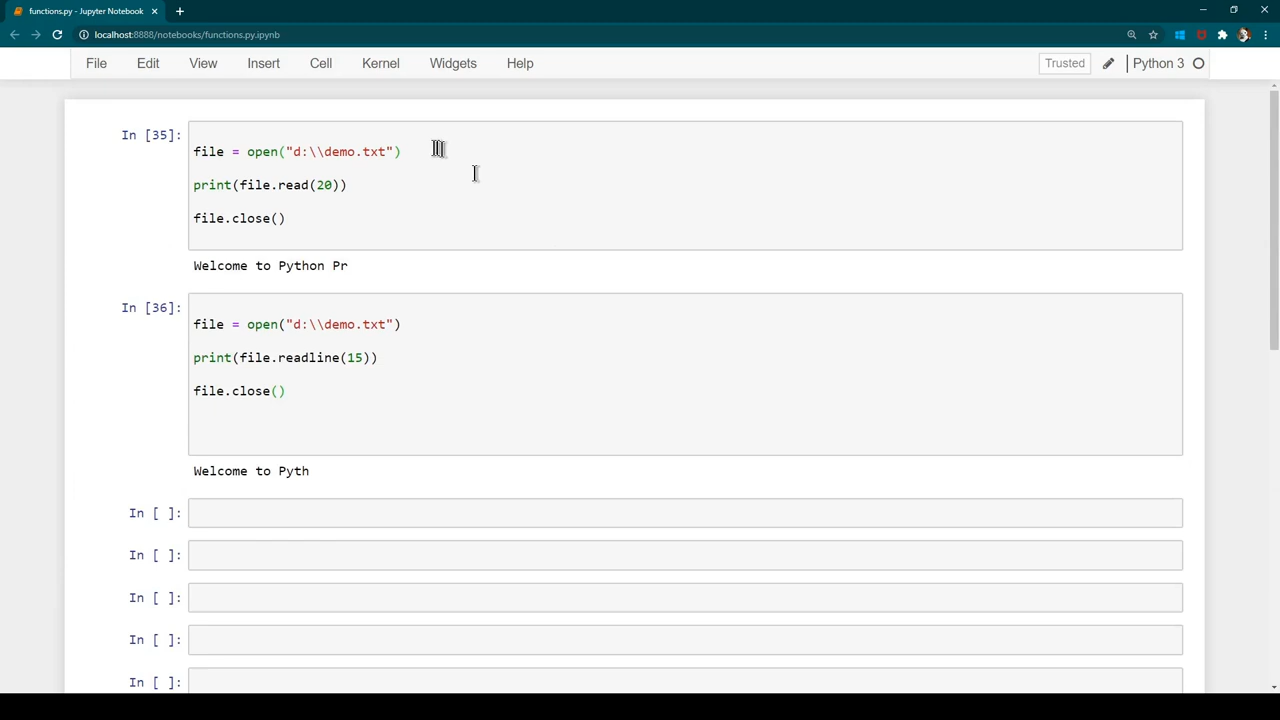 functions.py - Jupyter Notebook
localhost:8888/notebooks/functions.py.ipynb
File Edit View Insert Cell Kernel Widgets Help Trusted Python 3
In [35]:
file = open("d:\\demo.txt")
print(file.read(20))
file.close()
Welcome to Python Pr
In [36]:
file = open("d:\\demo.txt")
print(file.readline(15))
file.close()
Welcome to Pyth
In [ ]:
In [ ]:
In [ ]:
In [ ]:
In [ ]: